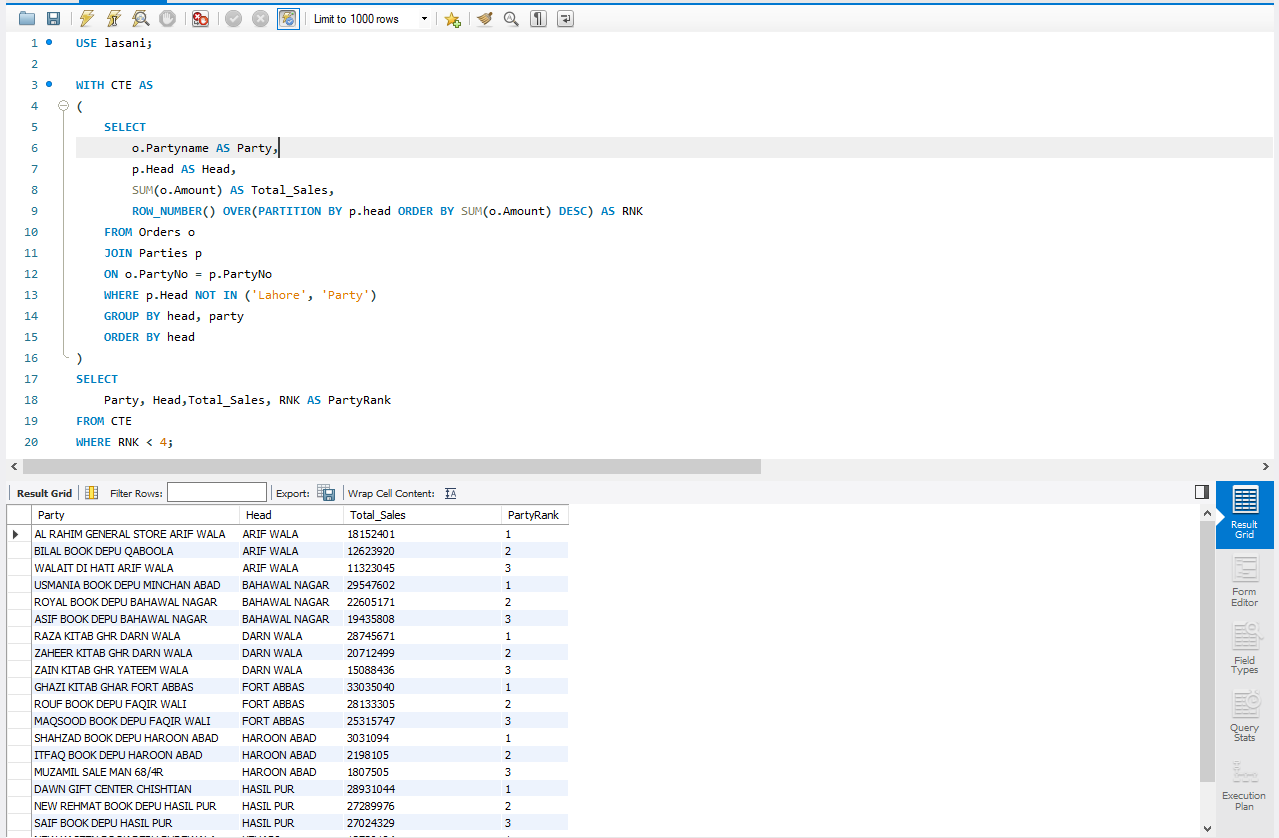 Limit to 1000 rows
1 USE lasani;
2
3 WITH CTE AS
4 (
5 SELECT
6 o.Partyname AS Party,
7 p.Head AS Head,
8 SUM(o.Amount) AS Total_Sales,
9 ROW_NUMBER() OVER(PARTITION BY p.head ORDER BY SUM(o.Amount) DESC) AS RNK
10 FROM Orders o
11 JOIN Parties p
12 ON o.PartyNo = p.PartyNo
13 WHERE p.Head NOT IN ('Lahore', 'Party')
14 GROUP BY head, party
15 ORDER BY head
16 )
17 SELECT
18 Party, Head,Total_Sales, RNK AS PartyRank
19 FROM CTE
20 WHERE RNK < 4;
Result Grid Filter Rows: Export: Wrap Cell Content: IA
Party Head Total_Sales PartyRank
AL RAHIM GENERAL STORE ARIF WALA ARIF WALA 18152401 1
BILAL BOOK DEPU QABOOLA ARIF WALA 12623920 2
WALAIT DI HATI ARIF WALA ARIF WALA 11323045 3
USMANIA BOOK DEPU MINCHAN ABAD BAHAWAL NAGAR 29547602 1
ROYAL BOOK DEPU BAHAWAL NAGAR BAHAWAL NAGAR 22605171 2
ASIF BOOK DEPU BAHAWAL NAGAR BAHAWAL NAGAR 19435808 3
RAZA KITAB GHR DARN WALA DARN WALA 28745671 1
ZAHEER KITAB GHR DARN WALA DARN WALA 20712499 2
ZAIN KITAB GHR YATEEM WALA DARN WALA 15088436 3
GHAZI KITAB GHAR FORT ABBAS FORT ABBAS 33035040 1
ROUF BOOK DEPU FAQIR WALI FORT ABBAS 28133305 2
MAQSOOD BOOK DEPU FAQIR WALI FORT ABBAS 25315747 3
SHAHZAD BOOK DEPU HAROON ABAD HAROON ABAD 3031094 1
ITFAQ BOOK DEPU HAROON ABAD HAROON ABAD 2198105 2
MUZAMIL SALE MAN 68/4R HAROON ABAD 1807505 3
DAWN GIFT CENTER CHISHTIAN HASIL PUR 28931044 1
NEW REHMAT BOOK DEPU HASIL PUR HASIL PUR 27289976 2
SAIF BOOK DEPU HASIL PUR HASIL PUR 27024329 3
Result
Grid
Form
Editor
Field
Types
Query
Stats
Execution
Plan